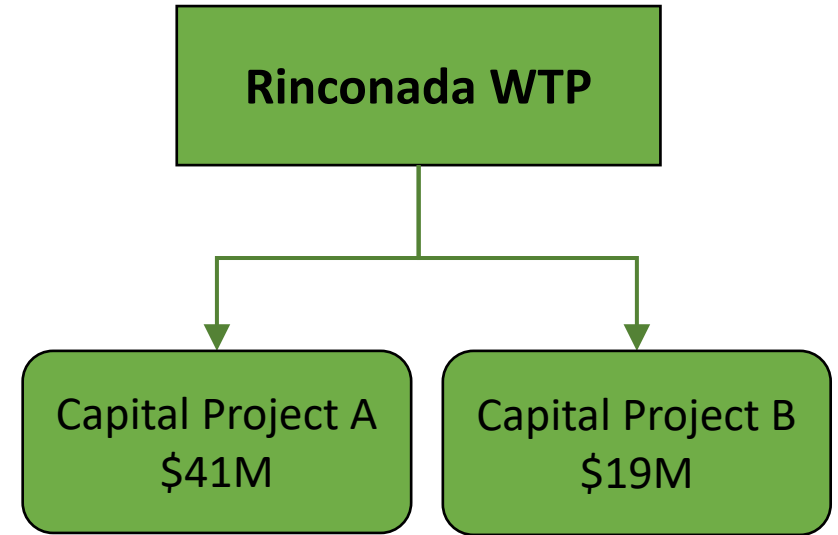 Rinconada WTP
Capital Project A
$41M
Capital Project B
$19M